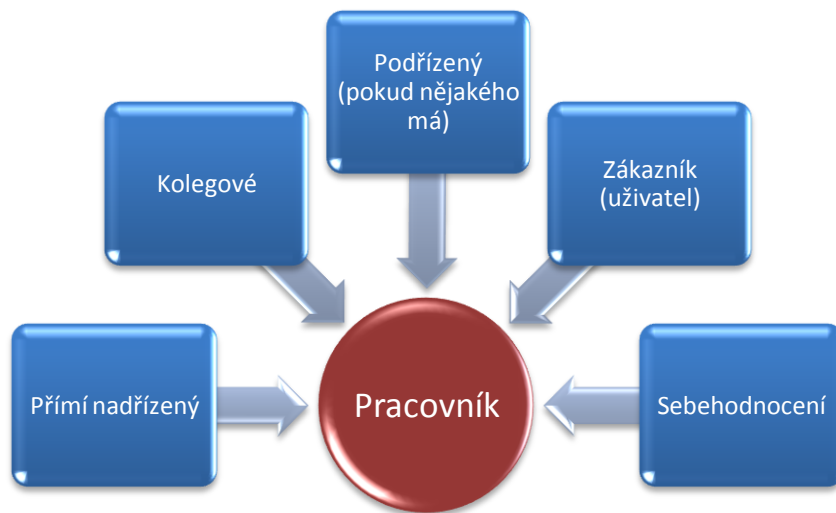 Podřízený
(pokud nějakého
má)
Kolegové
Zákazník
(uživatel)
Přímí nadřízený
Pracovník
Sebehodnocení